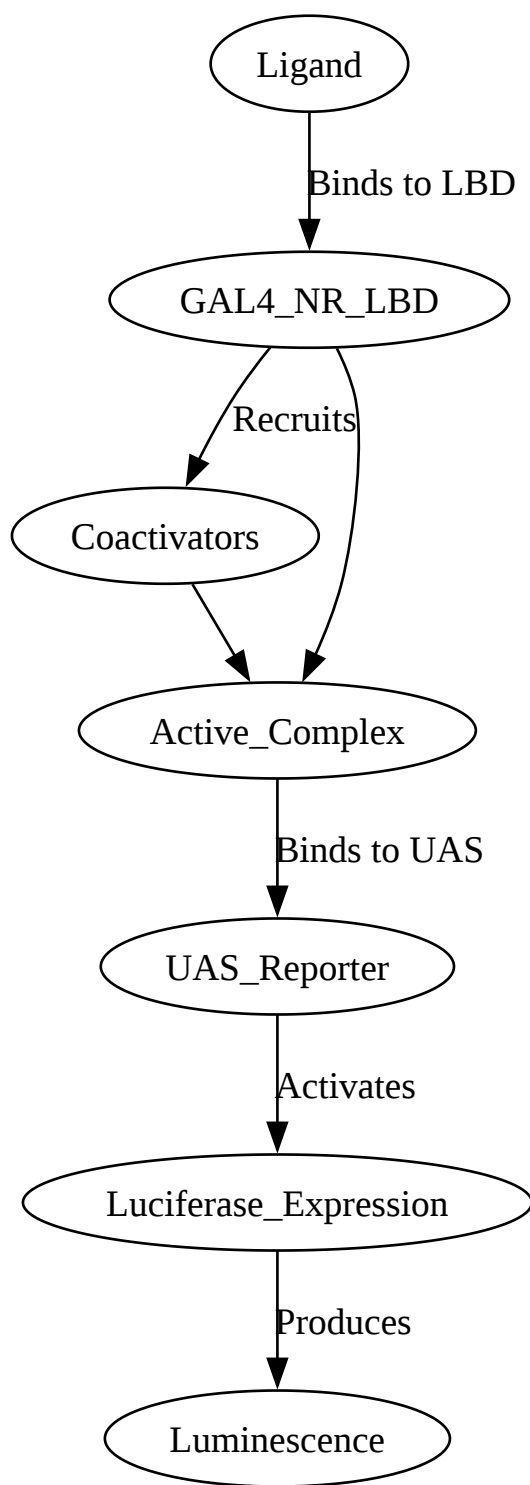 Ligand
Binds to LBD
GAL4_NR_LBD
Recruits
Coactivators
Active_Complex
Binds to UAS
UAS_Reporter
Activates
Luciferase_Expression
Produces
Luminescence